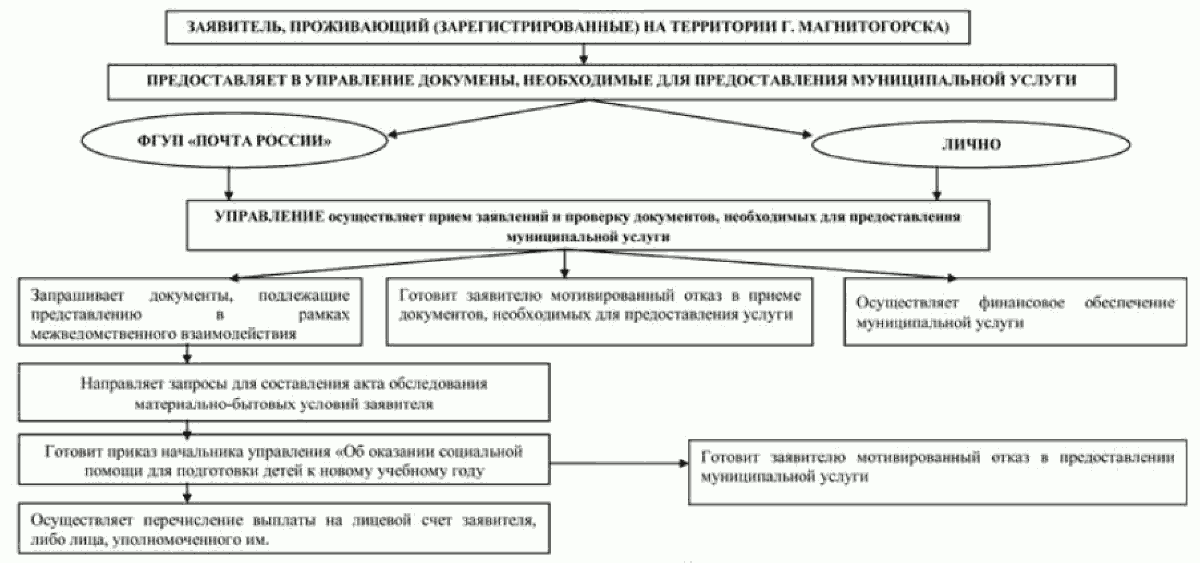 ЗАЯВИТЕЛЬ, ПРОЖИВАЮЩИЙ (ЗАРЕГИСТРИРОВАННЫЕ) НА ТЕРРИТОРИИ Г. МАГНИТОГОРСКА)
ПРЕДОСТАВЛЯЕТ В УПРАВЛЕНИЕ ДОКУМЕНЫ, НЕОБХОДИМЫЕ ДЛЯ ПРЕДОСТАВЛЕНИЯ МУНИЦИПАЛЬНОЙ УСЛУГИ
ФГУП «ПОЧТА РОССИИ»
ЛИЧНО
УПРАВЛЕНИЕ осуществляет прием заявлений и проверку документов, необходимых для предоставления
муниципальной услуги
Запрашивает документы, подлежащие
представлению в рамках
межведомственного взаимодействия
Готовит заявителю мотивированный отказ в приеме
документов, необходимых для предоставления услуги
Осуществляет финансовое обеспечение
муниципальной услуги
Направляет запросы для составления акта обследования
материально-бытовых условий заявителя
Готовит приказ начальника управления «Об оказании социальной
помощи для подготовки детей к новому учебному году
Готовит заявителю мотивированный отказ в предоставлении
муниципальной услуги
Осуществляет перечисление выплаты на лицевой счет заявителя,
либо лица, уполномоченного им.